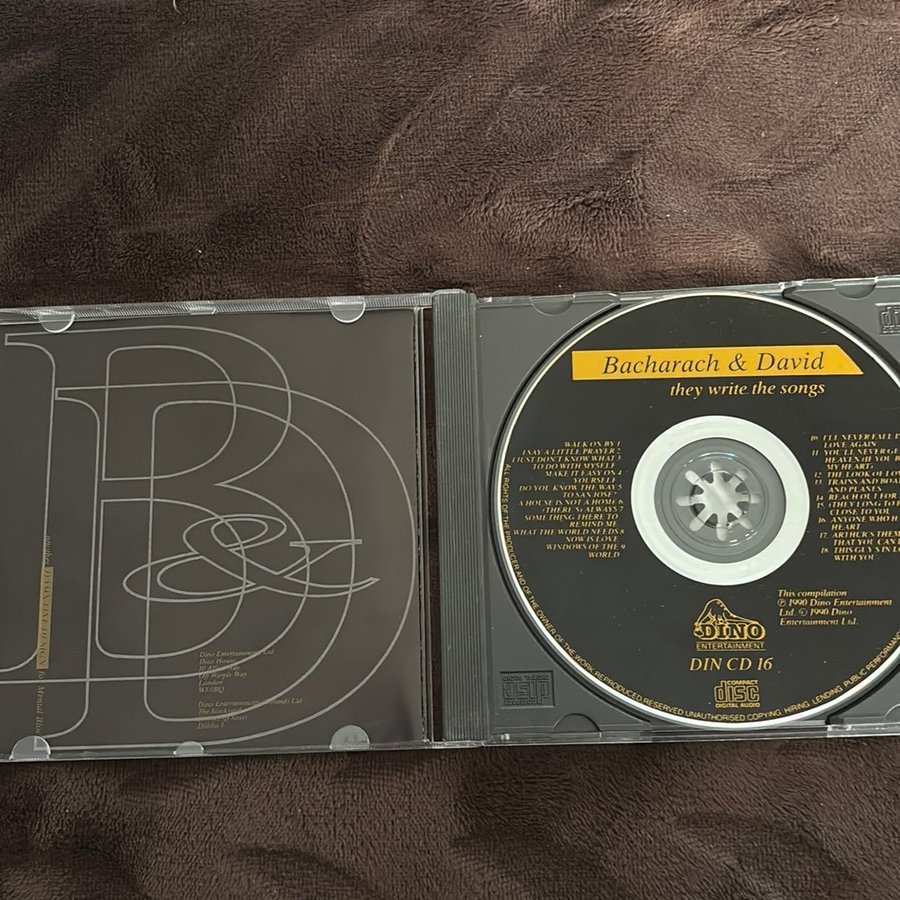 B&D
another
Dino Entertainment Ltd.
Dino House
Off Warple Way
London
W3 0RQ
Bacharach & David
they write the songs
WALK ON BY 1
I SAY A LITTLE PRAYER 2
I JUST DON'T KNOW WHAT 3
TO DO WITH MYSELF
MAKE IT EASY ON 4
YOURSELF
DO YOU KNOW THE WAY 5
TO SAN JOSE
A HOUSE IS NOT A HOME 6
(THERE'S) ALWAYS 7
SOMETHING THERE TO
REMIND ME
WHAT THE WORLD NEEDS 8
NOW IS LOVE
WINDOWS OF THE 9
WORLD
10 I'LL NEVER FALL
LOVE AGAIN
11 YOU'LL NEVER
HEAVEN (IF YOU
MY HEART)
12 THE LOOK OF
13 TRAINS AND
AND PLANES
14 REACH OUT FOR
15 (THEY LONG TO
CLOSE TO YOU
16 ANYONE WHO
HEART
17 ARTHUR'S
THAT YOU CAN
18 THIS GUY'S IN
WITH YOU
This compilation
℗ 1990 Dino Entertainment
Ltd. © 1990 Dino
Entertainment Ltd.
DINO
ENTERTAINMENT
DIN CD 16
COMPACT
disc
DIGITAL AUDIO
ALL RIGHTS OF THE PRODUCER AND OF THE OWNER OF THE WORK REPRODUCED RESERVED UNAUTHORISED COPYING, HIRING, LENDING, PUBLIC PERFORMANCE